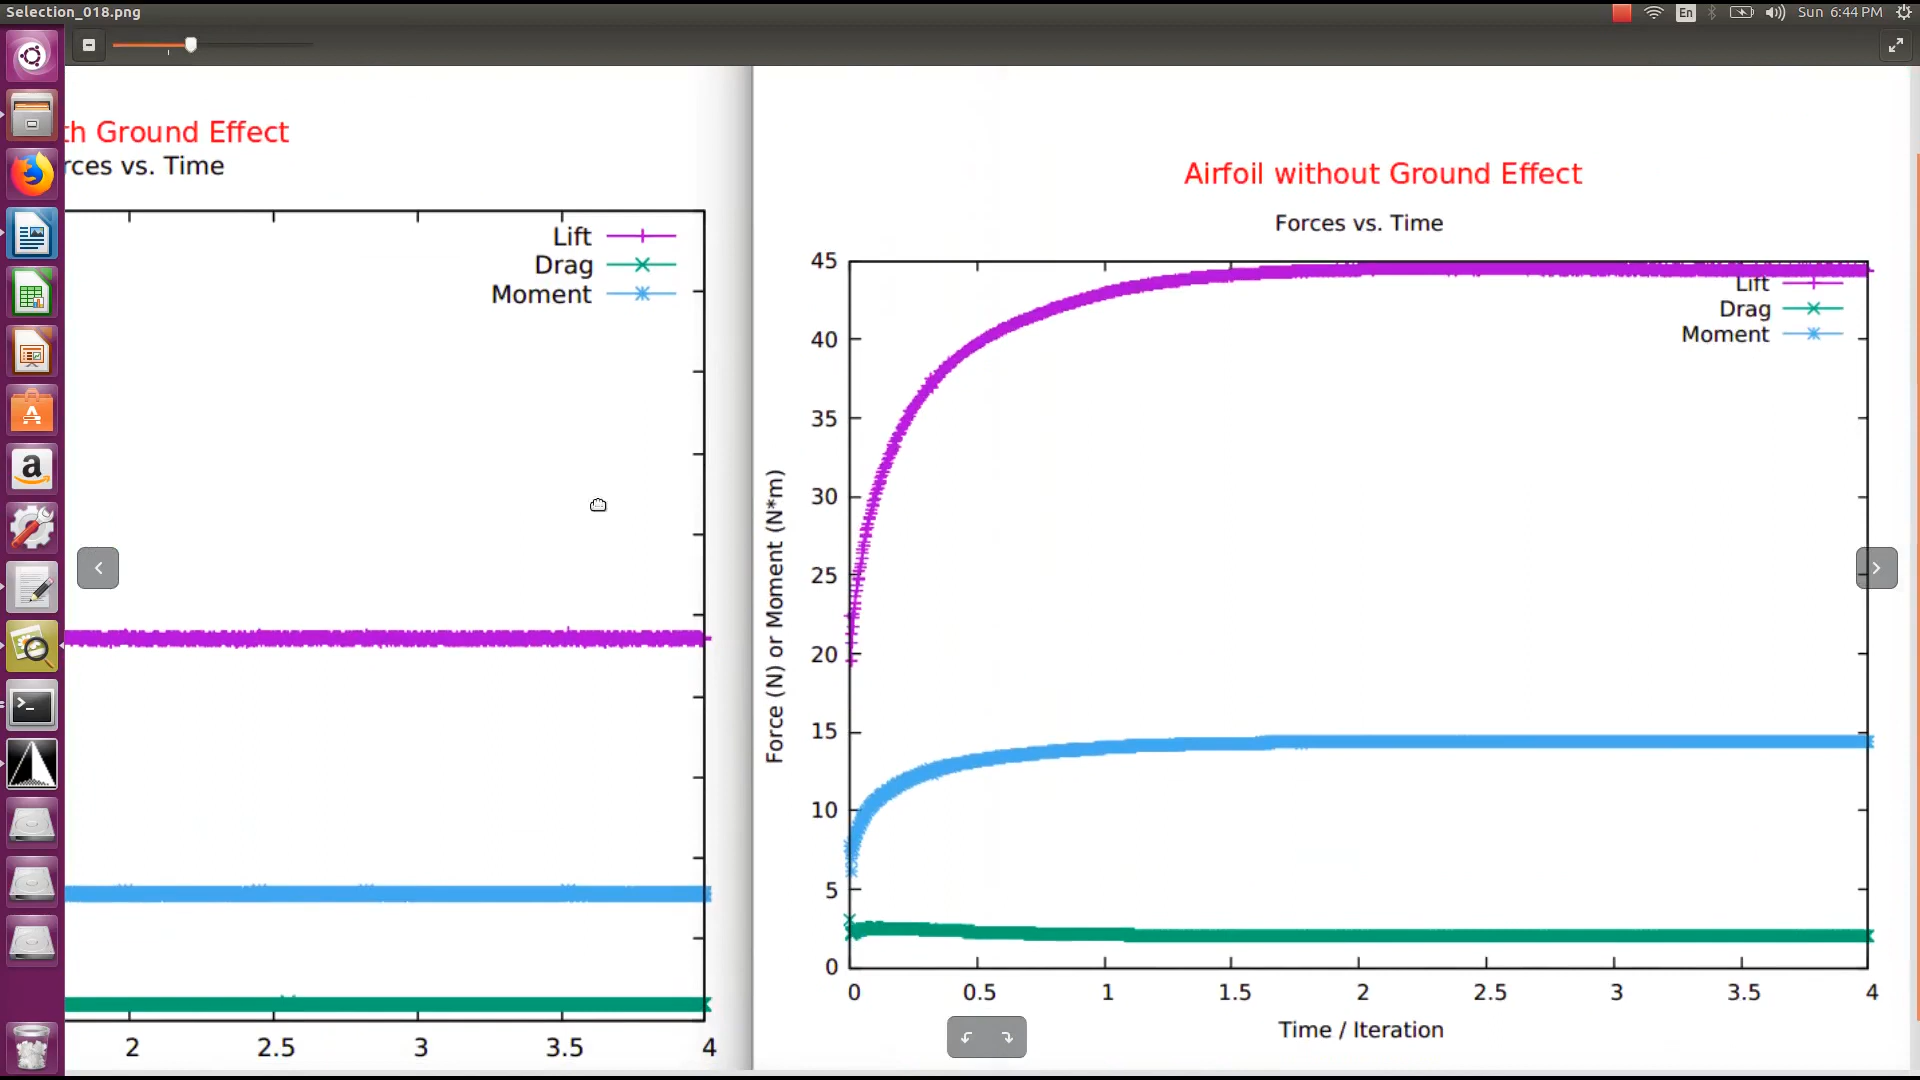 Selection_018.png
En
Sun 6:44 PM
th Ground Effect
rces vs. Time
Lift
Drag
Moment
2 2.5 3 3.5 4
Airfoil without Ground Effect
Forces vs. Time
Lift
Drag
Moment
45
40
35
30
25
20
15
10
5
0
Force (N) or Moment (N*m)
0 0.5 1 1.5 2 2.5 3 3.5 4
Time / Iteration